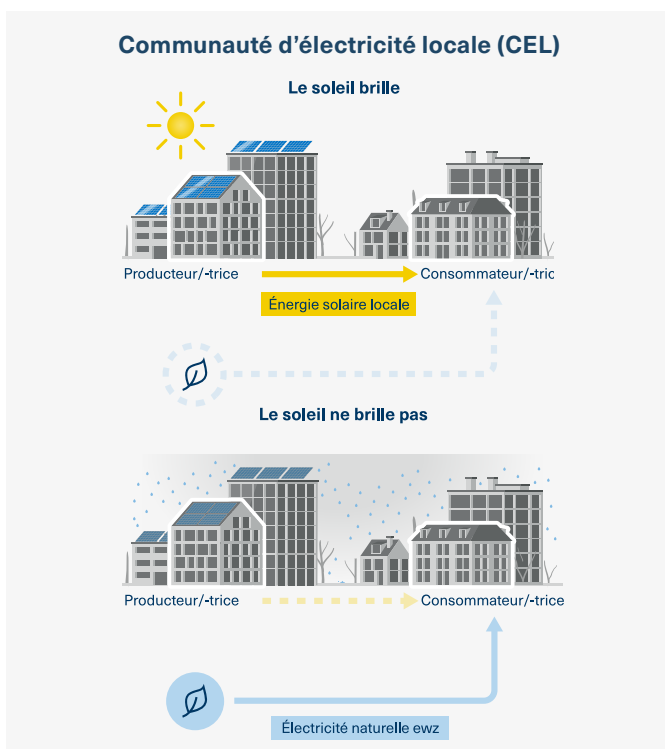 Communauté d'électricité locale (CEL)
Le soleil brille
Producteur/-trice
Consommateur/-tric
Énergie solaire locale
Le soleil ne brille pas
Producteur/-trice
Consommateur/-trice
Électricité naturelle ewz